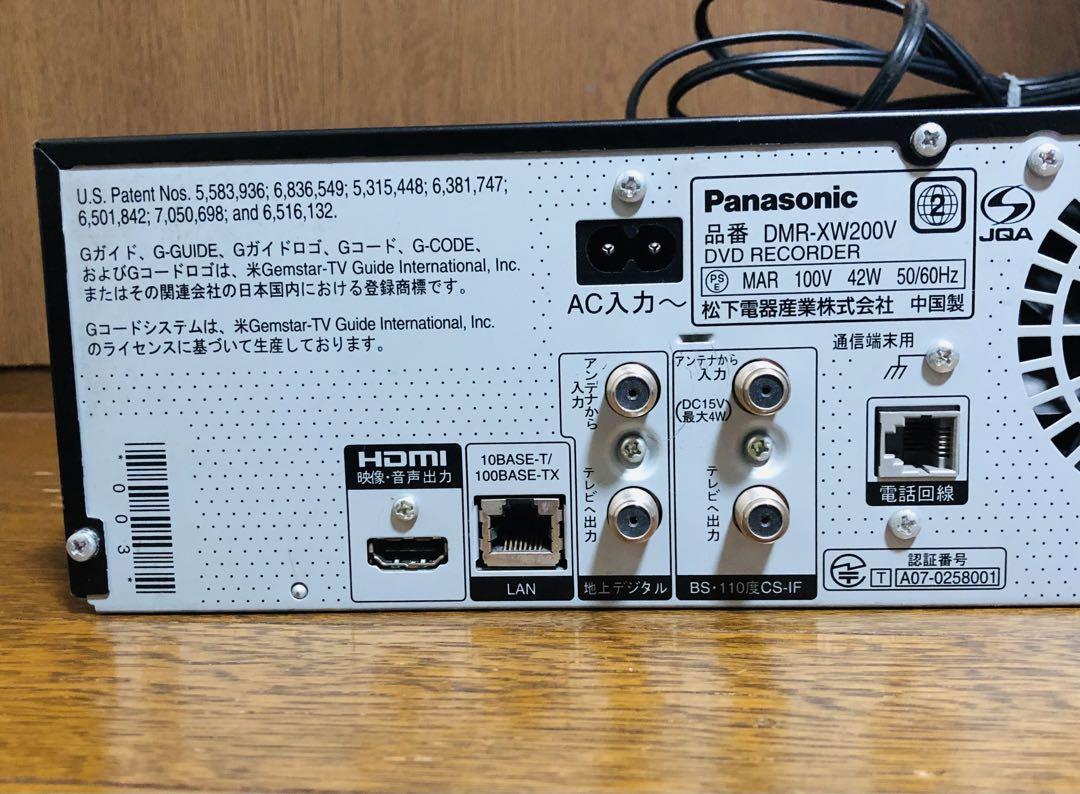 U.S. Patent Nos. 5,583,936; 6,836,549; 5,315,448; 6,381,747;
6,501,842; 7,050,698; and 6,516,132.
Gガイド、G-GUIDE、Gガイドロゴ、Gコード、G-CODE、
およびGコードロゴは、米Gemstar-TV Guide International, Inc.
またはその関連会社の日本国内における登録商標です。
Gコードシステムは、米Gemstar-TV Guide International, Inc.
のライセンスに基づいて生産しております。
AC入力～
Panasonic
品番 DMR-XW200V
DVD RECORDER
2
JQA
PSE MAR 100V 42W 50/60Hz
松下電器産業株式会社 中国製
*003*
HDMI
映像・音声出力
10BASE-T/
100BASE-TX
LAN
アンテナから
入力
テレビへ出力
地上デジタル
アンテナから
入力
(DC15V
最大4W)
テレビへ出力
BS・110度CS-IF
通信端末用
電話回線
認証番号
T A07-0258001